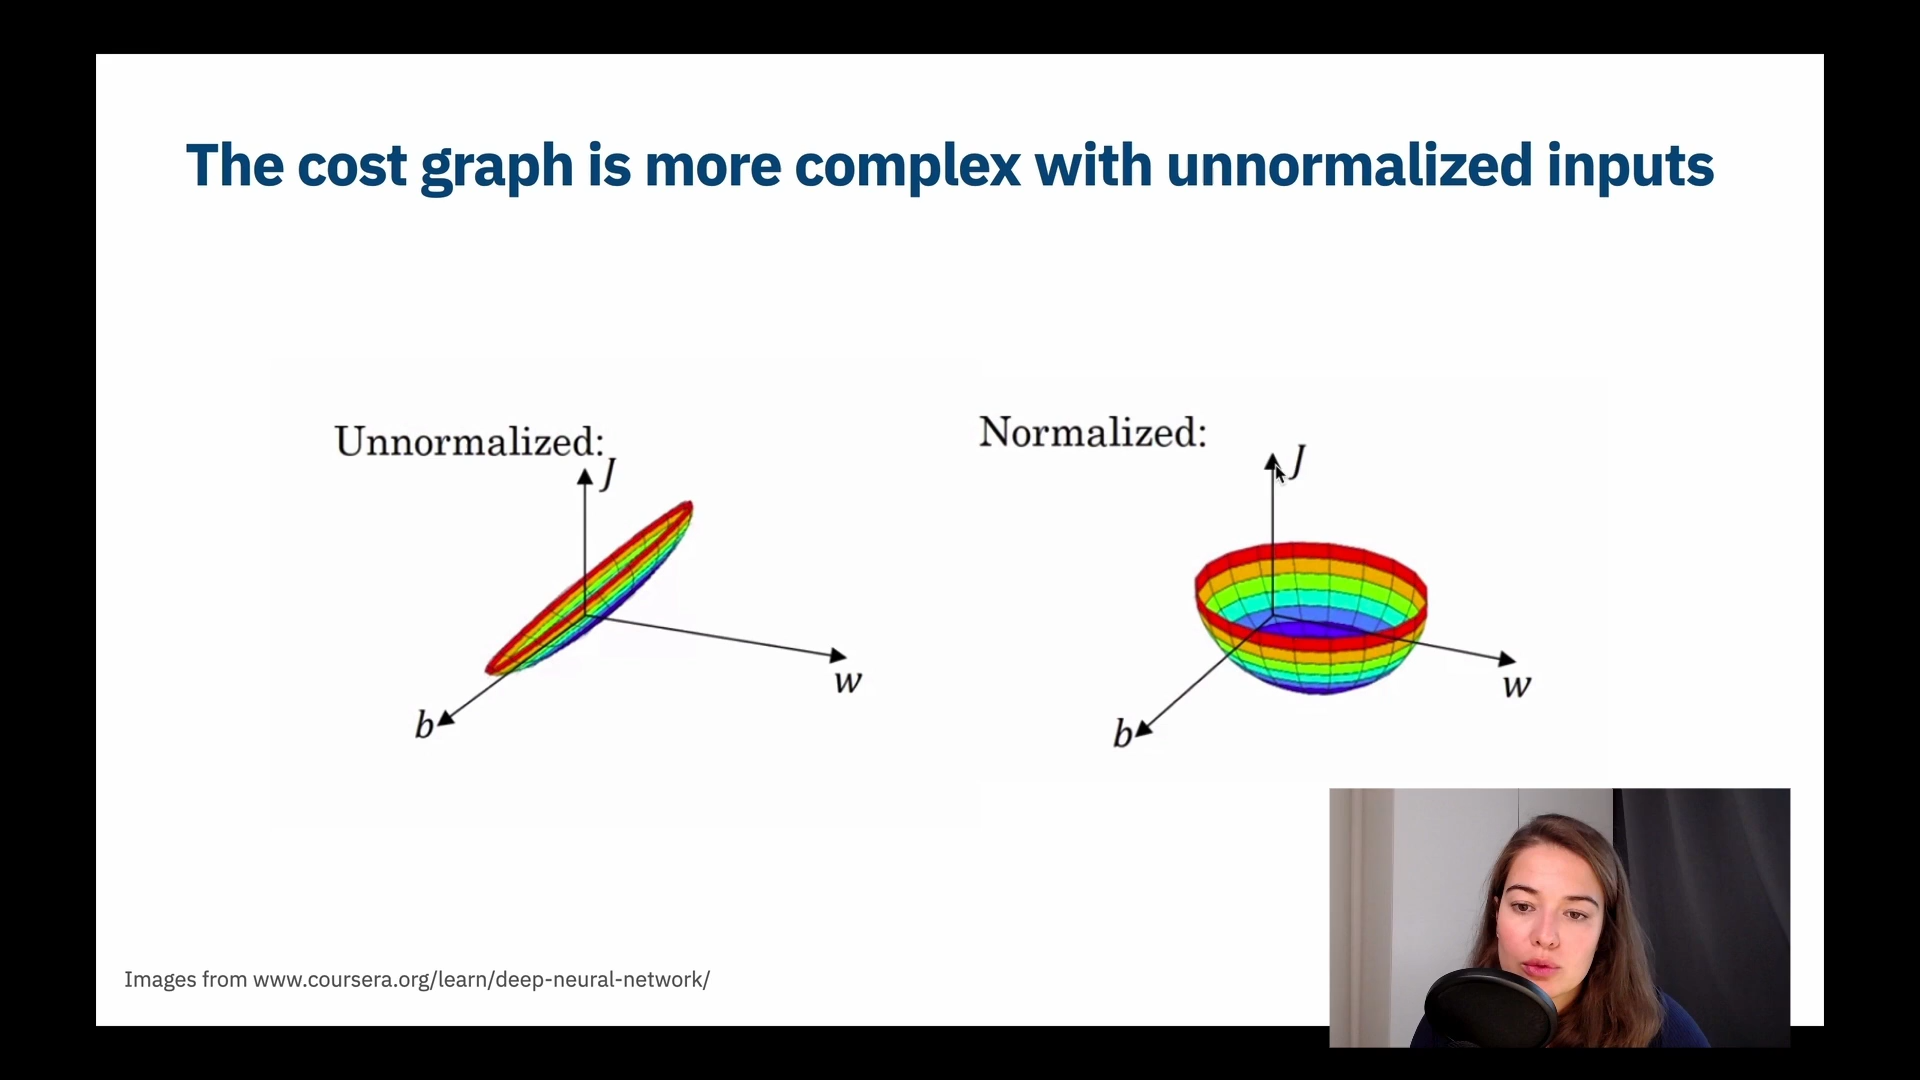 The cost graph is more complex with unnormalized inputs
Unnormalized:
J
w
b
Normalized:
J
w
b
Images from www.coursera.org/learn/deep-neural-network/